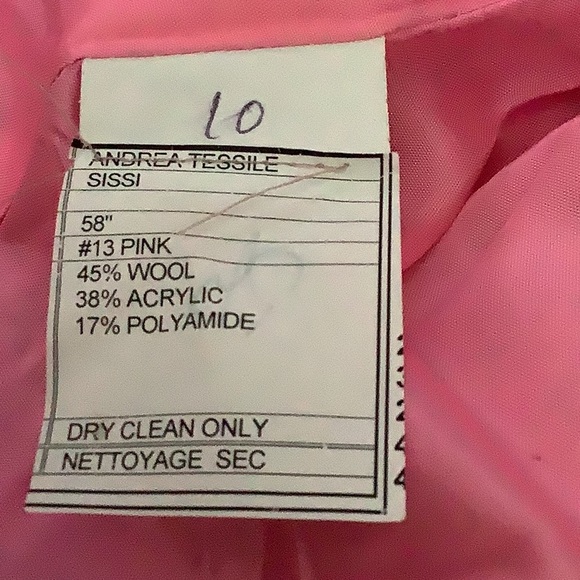 10
ANDREA TESSILE
SISSI
58"
#13 PINK
45% WOOL
38% ACRYLIC
17% POLYAMIDE
DRY CLEAN ONLY
NETTOYAGE SEC